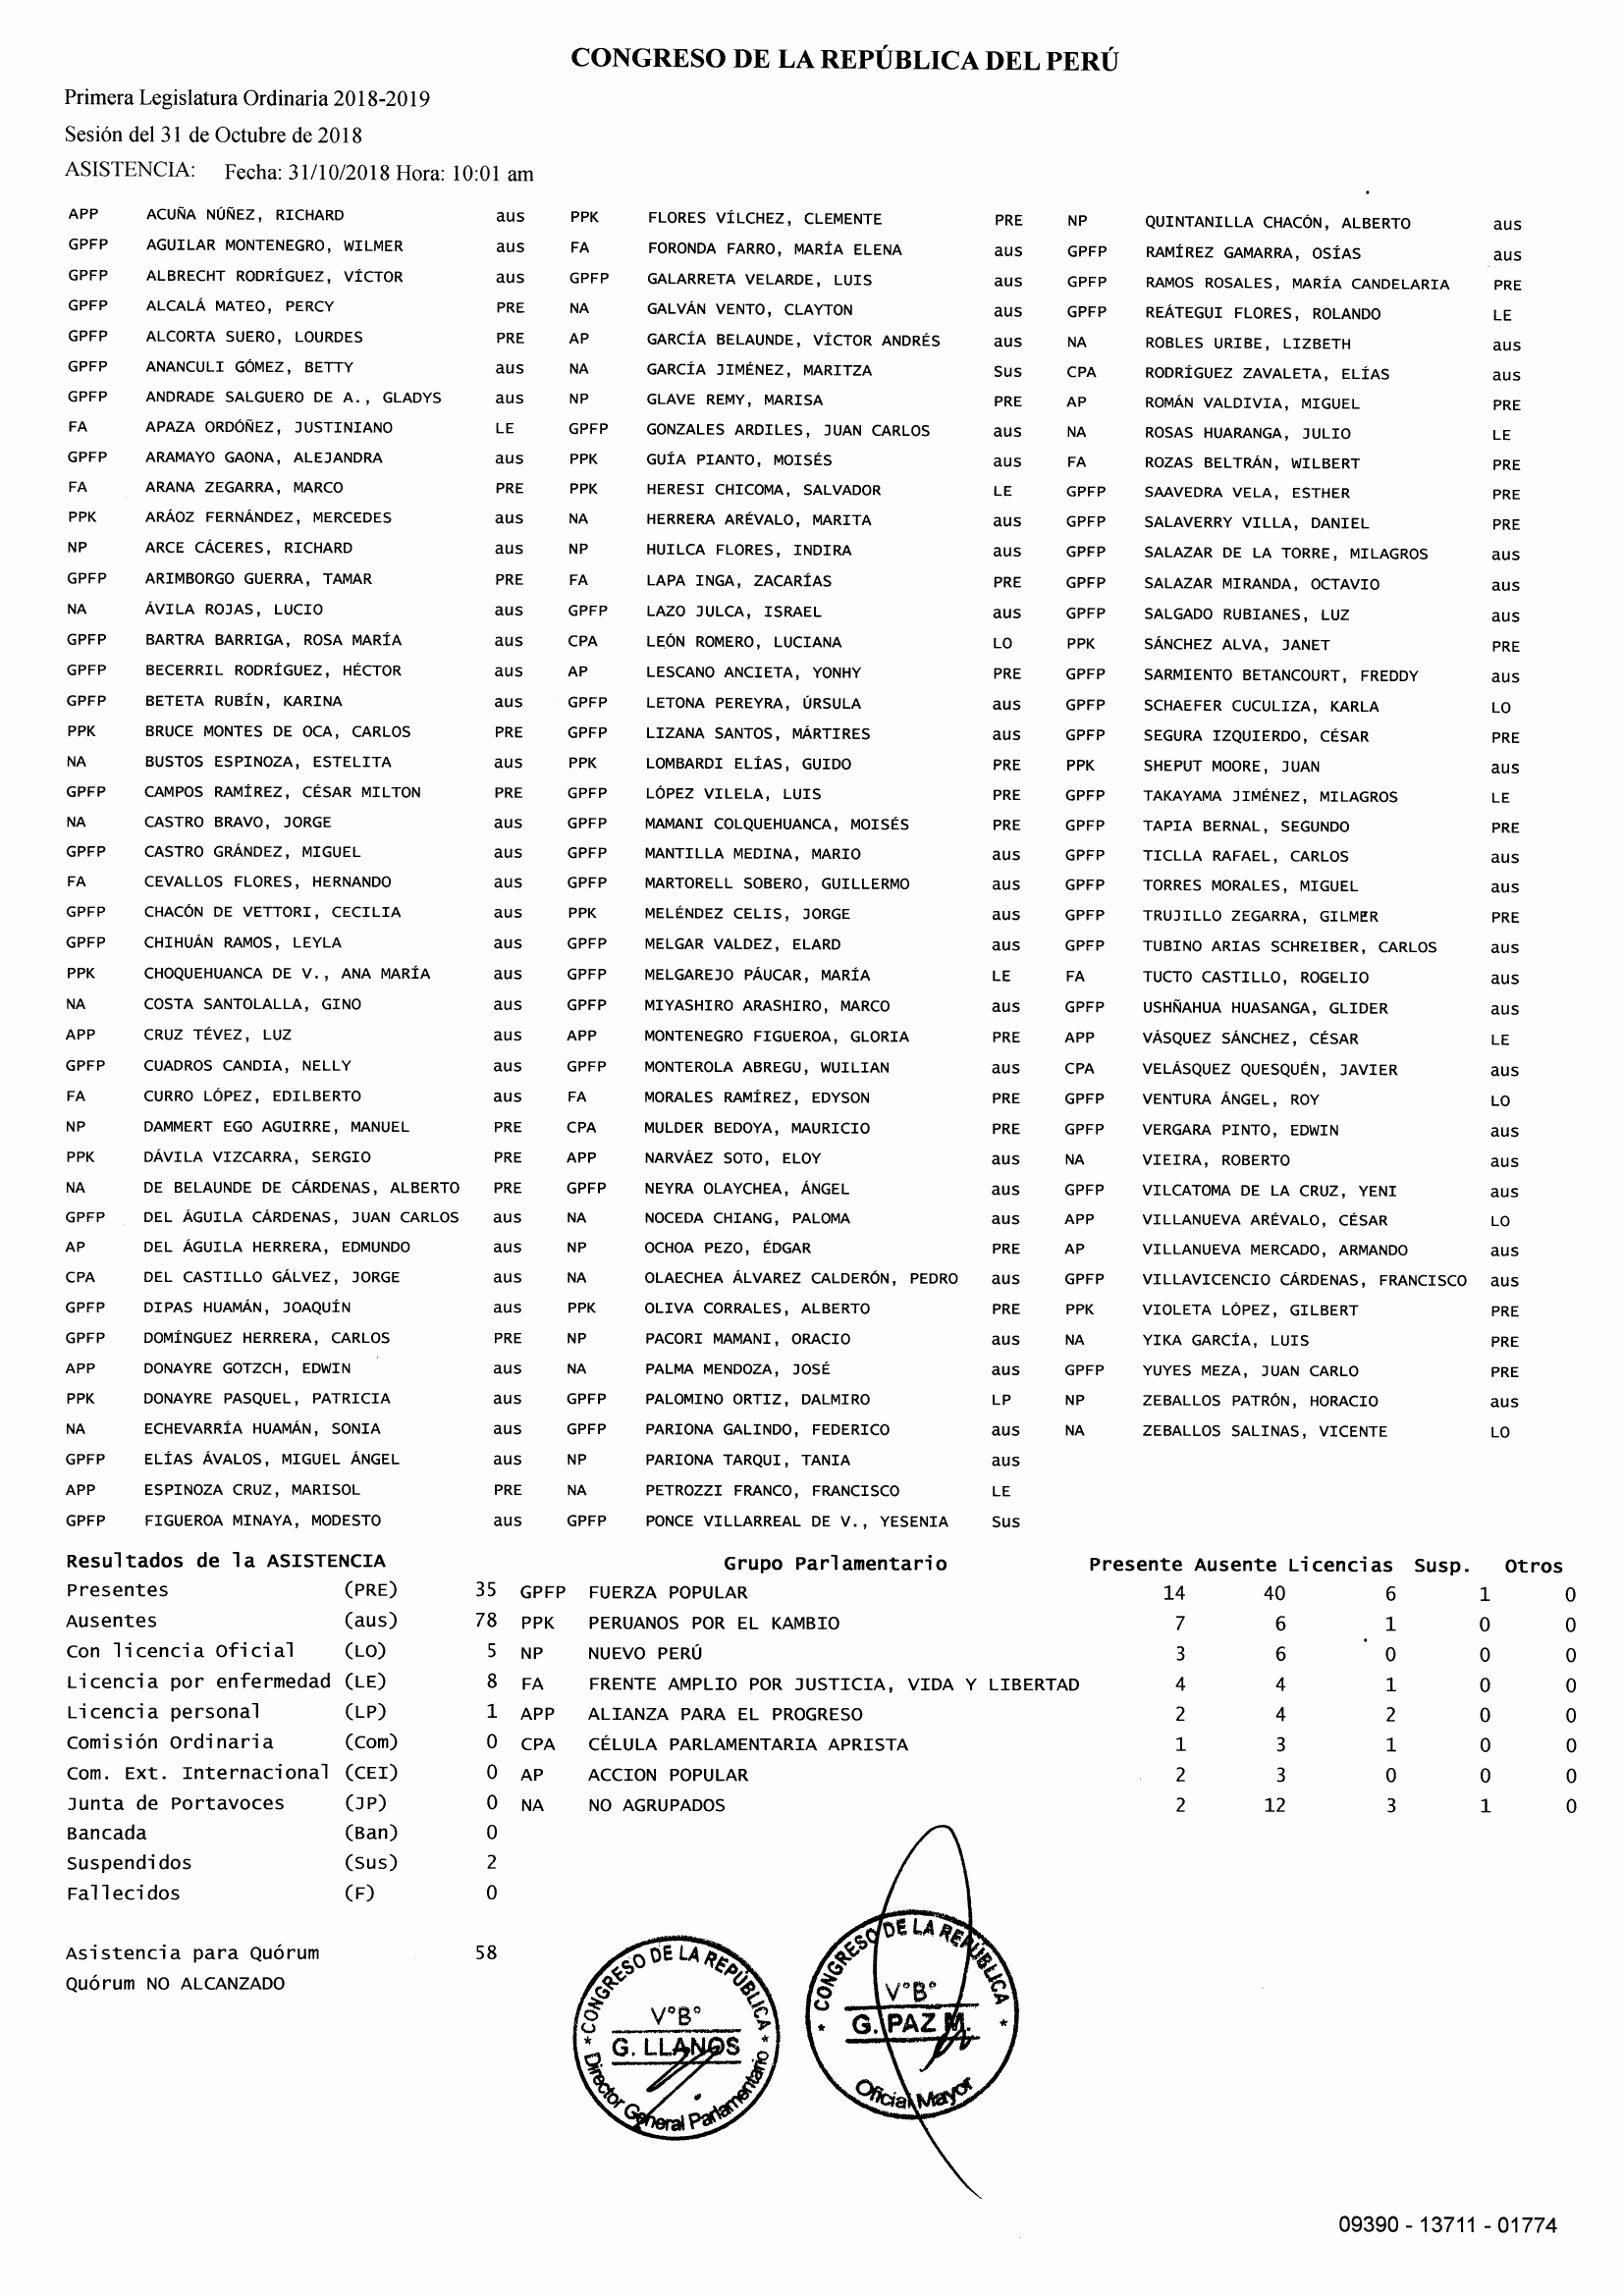 CONGRESO DE LA REPÚBLICA DEL PERÚ
Primera Legislatura Ordinaria 2018-2019
Sesión del 31 de Octubre de 2018
ASISTENCIA: Fecha: 31/10/2018 Hora: 10:01 am
APP ACUÑA NÚÑEZ, RICHARD aus PPK FLORES VÍLCHEZ, CLEMENTE PRE NP QUINTANILLA CHACÓN, ALBERTO aus
GPFP AGUILAR MONTENEGRO, WILMER aus FA FORONDA FARRO, MARÍA ELENA aus GPFP RAMÍREZ GAMARRA, OSÍAS aus
GPFP ALBRECHT RODRÍGUEZ, VÍCTOR aus GPFP GALARRETA VELARDE, LUIS aus GPFP RAMOS ROSALES, MARÍA CANDELARIA PRE
GPFP ALCALÁ MATEO, PERCY PRE NA GALVÁN VENTO, CLAYTON aus GPFP REÁTEGUI FLORES, ROLANDO LE
GPFP ALCORTA SUERO, LOURDES PRE AP GARCÍA BELAUNDE, VÍCTOR ANDRÉS aus NA ROBLES URIBE, LIZBETH aus
GPFP ANANCULI GÓMEZ, BETTY aus NA GARCÍA JIMÉNEZ, MARITZA Sus CPA RODRÍGUEZ ZAVALETA, ELÍAS aus
GPFP ANDRADE SALGUERO DE A., GLADYS aus NP GLAVE REMY, MARISA PRE AP ROMÁN VALDIVIA, MIGUEL PRE
FA APAZA ORDÓÑEZ, JUSTINIANO LE GPFP GONZALES ARDILES, JUAN CARLOS aus NA ROSAS HUARANGA, JULIO LE
GPFP ARAMAYO GAONA, ALEJANDRA aus PPK GUÍA PIANTO, MOISÉS aus FA ROZAS BELTRÁN, WILBERT PRE
FA ARANA ZEGARRA, MARCO PRE PPK HERESI CHICOMA, SALVADOR LE GPFP SAAVEDRA VELA, ESTHER PRE
PPK ARÁOZ FERNÁNDEZ, MERCEDES aus NA HERRERA ARÉVALO, MARITA aus GPFP SALAVERRY VILLA, DANIEL PRE
NP ARCE CÁCERES, RICHARD aus NP HUILCA FLORES, INDIRA aus GPFP SALAZAR DE LA TORRE, MILAGROS aus
GPFP ARIMBORGO GUERRA, TAMAR PRE FA LAPA INGA, ZACARÍAS PRE GPFP SALAZAR MIRANDA, OCTAVIO aus
NA ÁVILA ROJAS, LUCIO aus GPFP LAZO JULCA, ISRAEL aus GPFP SALGADO RUBIANES, LUZ aus
GPFP BARTRA BARRIGA, ROSA MARÍA aus CPA LEÓN ROMERO, LUCIANA LO PPK SÁNCHEZ ALVA, JANET PRE
GPFP BECERRIL RODRÍGUEZ, HÉCTOR aus AP LESCANO ANCIETA, YONHY PRE GPFP SARMIENTO BETANCOURT, FREDDY aus
GPFP BETETA RUBÍN, KARINA aus GPFP LETONA PEREYRA, ÚRSULA aus GPFP SCHAEFER CUCULIZA, KARLA LO
PPK BRUCE MONTES DE OCA, CARLOS PRE GPFP LIZANA SANTOS, MÁRTIRES aus GPFP SEGURA IZQUIERDO, CÉSAR PRE
NA BUSTOS ESPINOZA, ESTELITA aus PPK LOMBARDI ELÍAS, GUIDO PRE PPK SHEPUT MOORE, JUAN aus
GPFP CAMPOS RAMÍREZ, CÉSAR MILTON PRE GPFP LÓPEZ VILELA, LUIS PRE GPFP TAKAYAMA JIMÉNEZ, MILAGROS LE
NA CASTRO BRAVO, JORGE aus GPFP MAMANI COLQUEHUANCA, MOISÉS PRE GPFP TAPIA BERNAL, SEGUNDO PRE
GPFP CASTRO GRÁNDEZ, MIGUEL aus GPFP MANTILLA MEDINA, MARIO aus GPFP TICLLA RAFAEL, CARLOS aus
FA CEVALLOS FLORES, HERNANDO aus GPFP MARTORELL SOBERO, GUILLERMO aus GPFP TORRES MORALES, MIGUEL aus
GPFP CHACÓN DE VETTORI, CECILIA aus PPK MELÉNDEZ CELIS, JORGE aus GPFP TRUJILLO ZEGARRA, GILMER PRE
GPFP CHIHUÁN RAMOS, LEYLA aus GPFP MELGAR VALDEZ, ELARD aus GPFP TUBINO ARIAS SCHREIBER, CARLOS aus
PPK CHOQUEHUANCA DE V., ANA MARÍA aus GPFP MELGAREJO PÁUCAR, MARÍA LE FA TUCTO CASTILLO, ROGELIO aus
NA COSTA SANTOLALLA, GINO aus GPFP MIYASHIRO ARASHIRO, MARCO aus GPFP USHÑAHUA HUASANGA, GLIDER aus
APP CRUZ TÉVEZ, LUZ aus APP MONTENEGRO FIGUEROA, GLORIA PRE APP VÁSQUEZ SÁNCHEZ, CÉSAR LE
GPFP CUADROS CANDIA, NELLY aus GPFP MONTEROLA ABREGU, WUILIAN aus CPA VELÁSQUEZ QUESQUÉN, JAVIER aus
FA CURRO LÓPEZ, EDILBERTO aus FA MORALES RAMÍREZ, EDYSON PRE GPFP VENTURA ÁNGEL, ROY LO
NP DAMMERT EGO AGUIRRE, MANUEL PRE CPA MULDER BEDOYA, MAURICIO PRE GPFP VERGARA PINTO, EDWIN aus
PPK DÁVILA VIZCARRA, SERGIO PRE APP NARVÁEZ SOTO, ELOY aus NA VIEIRA, ROBERTO aus
NA DE BELAUNDE DE CÁRDENAS, ALBERTO PRE GPFP NEYRA OLAYCHEA, ÁNGEL aus GPFP VILCATOMA DE LA CRUZ, YENI aus
GPFP DEL ÁGUILA CÁRDENAS, JUAN CARLOS aus NA NOCEDA CHIANG, PALOMA aus APP VILLANUEVA ARÉVALO, CÉSAR LO
AP DEL ÁGUILA HERRERA, EDMUNDO aus NP OCHOA PEZO, ÉDGAR PRE AP VILLANUEVA MERCADO, ARMANDO aus
CPA DEL CASTILLO GÁLVEZ, JORGE aus NA OLAECHEA ÁLVAREZ CALDERÓN, PEDRO aus GPFP VILLAVICENCIO CÁRDENAS, FRANCISCO aus
GPFP DIPAS HUAMÁN, JOAQUÍN aus PPK OLIVA CORRALES, ALBERTO PRE PPK VIOLETA LÓPEZ, GILBERT PRE
GPFP DOMÍNGUEZ HERRERA, CARLOS PRE NP PACORI MAMANI, ORACIO aus NA YIKA GARCÍA, LUIS PRE
APP DONAYRE GOTZCH, EDWIN aus NA PALMA MENDOZA, JOSÉ aus GPFP YUYES MEZA, JUAN CARLO PRE
PPK DONAYRE PASQUEL, PATRICIA aus GPFP PALOMINO ORTIZ, DALMIRO LP NP ZEBALLOS PATRÓN, HORACIO aus
NA ECHEVARRÍA HUAMÁN, SONIA aus GPFP PARIONA GALINDO, FEDERICO aus NA ZEBALLOS SALINAS, VICENTE LO
GPFP ELÍAS ÁVALOS, MIGUEL ÁNGEL aus NP PARIONA TARQUI, TANIA aus
APP ESPINOZA CRUZ, MARISOL PRE NA PETROZZI FRANCO, FRANCISCO LE
GPFP FIGUEROA MINAYA, MODESTO aus GPFP PONCE VILLARREAL DE V., YESENIA Sus
Resultados de la ASISTENCIA Grupo Parlamentario Presente Ausente Licencias Susp. Otros
Presentes (PRE) 35 GPFP FUERZA POPULAR 14 40 6 1 0
Ausentes (aus) 78 PPK PERUANOS POR EL KAMBIO 7 6 1 0 0
Con licencia Oficial (LO) 5 NP NUEVO PERÚ 3 6 0 0 0
Licencia por enfermedad (LE) 8 FA FRENTE AMPLIO POR JUSTICIA, VIDA Y LIBERTAD 4 4 1 0 0
Licencia personal (LP) 1 APP ALIANZA PARA EL PROGRESO 2 4 2 0 0
Comisión Ordinaria (Com) 0 CPA CÉLULA PARLAMENTARIA APRISTA 1 3 1 0 0
Com. Ext. Internacional (CEI) 0 AP ACCION POPULAR 2 3 0 0 0
Junta de Portavoces (JP) 0 NA NO AGRUPADOS 2 12 3 1 0
Bancada (Ban) 0
Suspendidos (Sus) 2
Fallecidos (F) 0
Asistencia para Quórum 58
Quórum NO ALCANZADO
CONGRESO DE LA REPÚBLICA
V°B°
G. LLANOS
Director General Parlamentario
CONGRESO DE LA REPÚBLICA
V°B°
G. PAZ M.
Oficial Mayor
09390 - 13711 - 01774